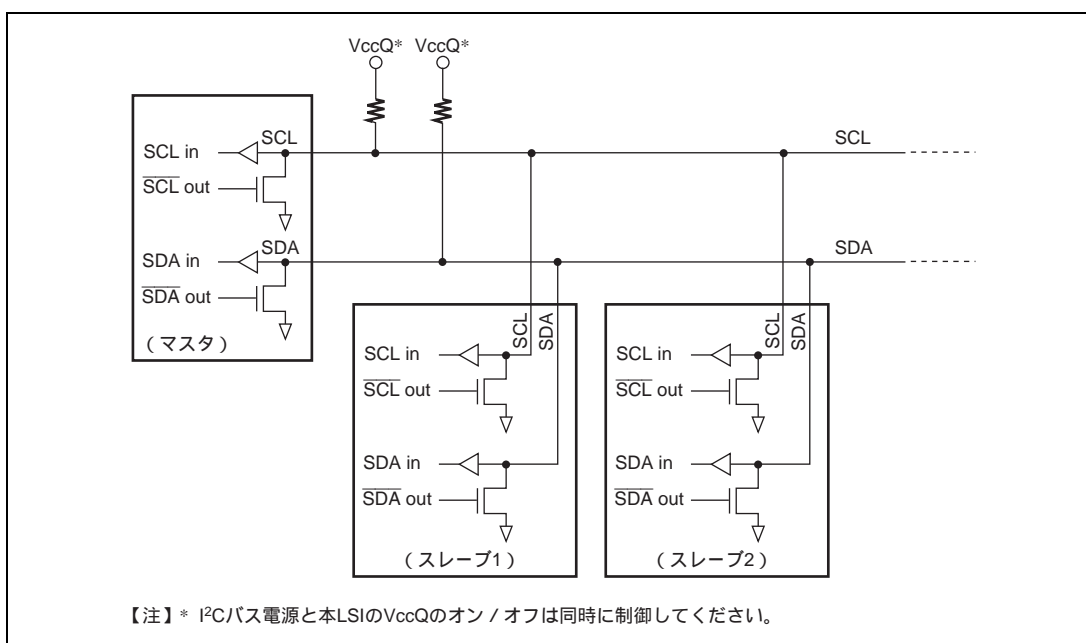 VccQ* VccQ*
SCL
SCL
SCL in
SCL out
SDA
SDA
SDA in
SDA out
(マスタ)
SCL
SDA
SCL in
SCL out
SDA in
SDA out
(スレーブ1)
SCL
SDA
SCL in
SCL out
SDA in
SDA out
(スレーブ2)
【注】* I²Cバス電源と本LSIのVccQのオン / オフは同時に制御してください。